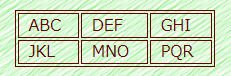 ABC DEF GHI
JKL MNO PQR